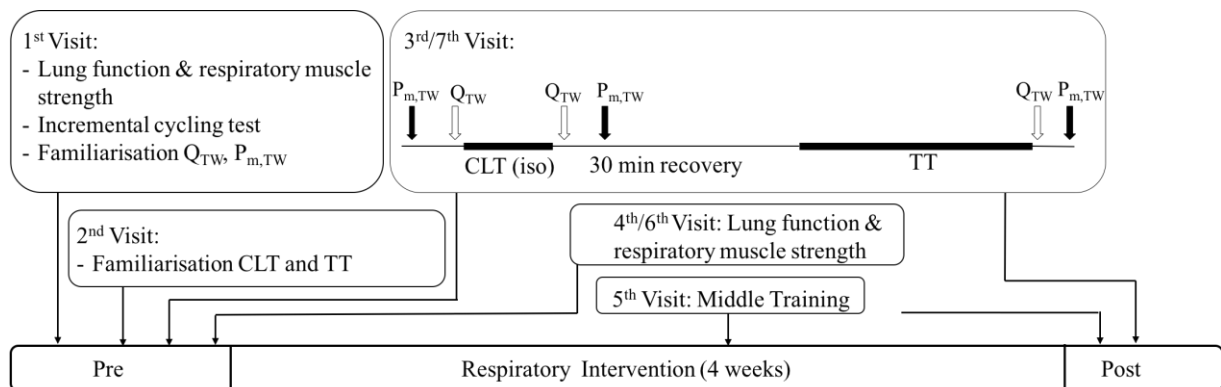 1st Visit:
- Lung function & respiratory muscle
strength
- Incremental cycling test
- Familiarisation QTW, Pm,TW
3rd/7th Visit:
Pm,TW QTW QTW Pm,TW QTW Pm,TW
CLT (iso) 30 min recovery TT
2nd Visit:
- Familiarisation CLT and TT
4th/6th Visit: Lung function &
respiratory muscle strength
5th Visit: Middle Training
Pre Respiratory Intervention (4 weeks) Post